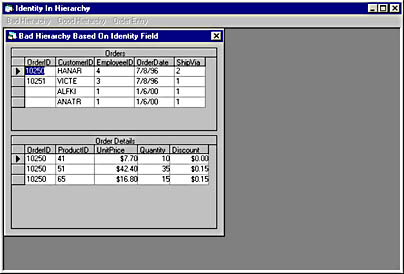 Identity In Hierarchy
Bad Hierarchy Good Hierarchy Order Entry
Bad Hierarchy Based On Identity Field
Orders
OrderID CustomerID EmployeeID OrderDate ShipVia
10250 HANAR 4 7/8/96 2
10251 VICTE 3 7/8/96 1
ALFKI 1 1/6/00 1
ANATR 1 1/6/00 1
Order Details
OrderID ProductID UnitPrice Quantity Discount
10250 41 $7.70 10 $0.00
10250 51 $42.40 35 $0.15
10250 65 $16.80 15 $0.15